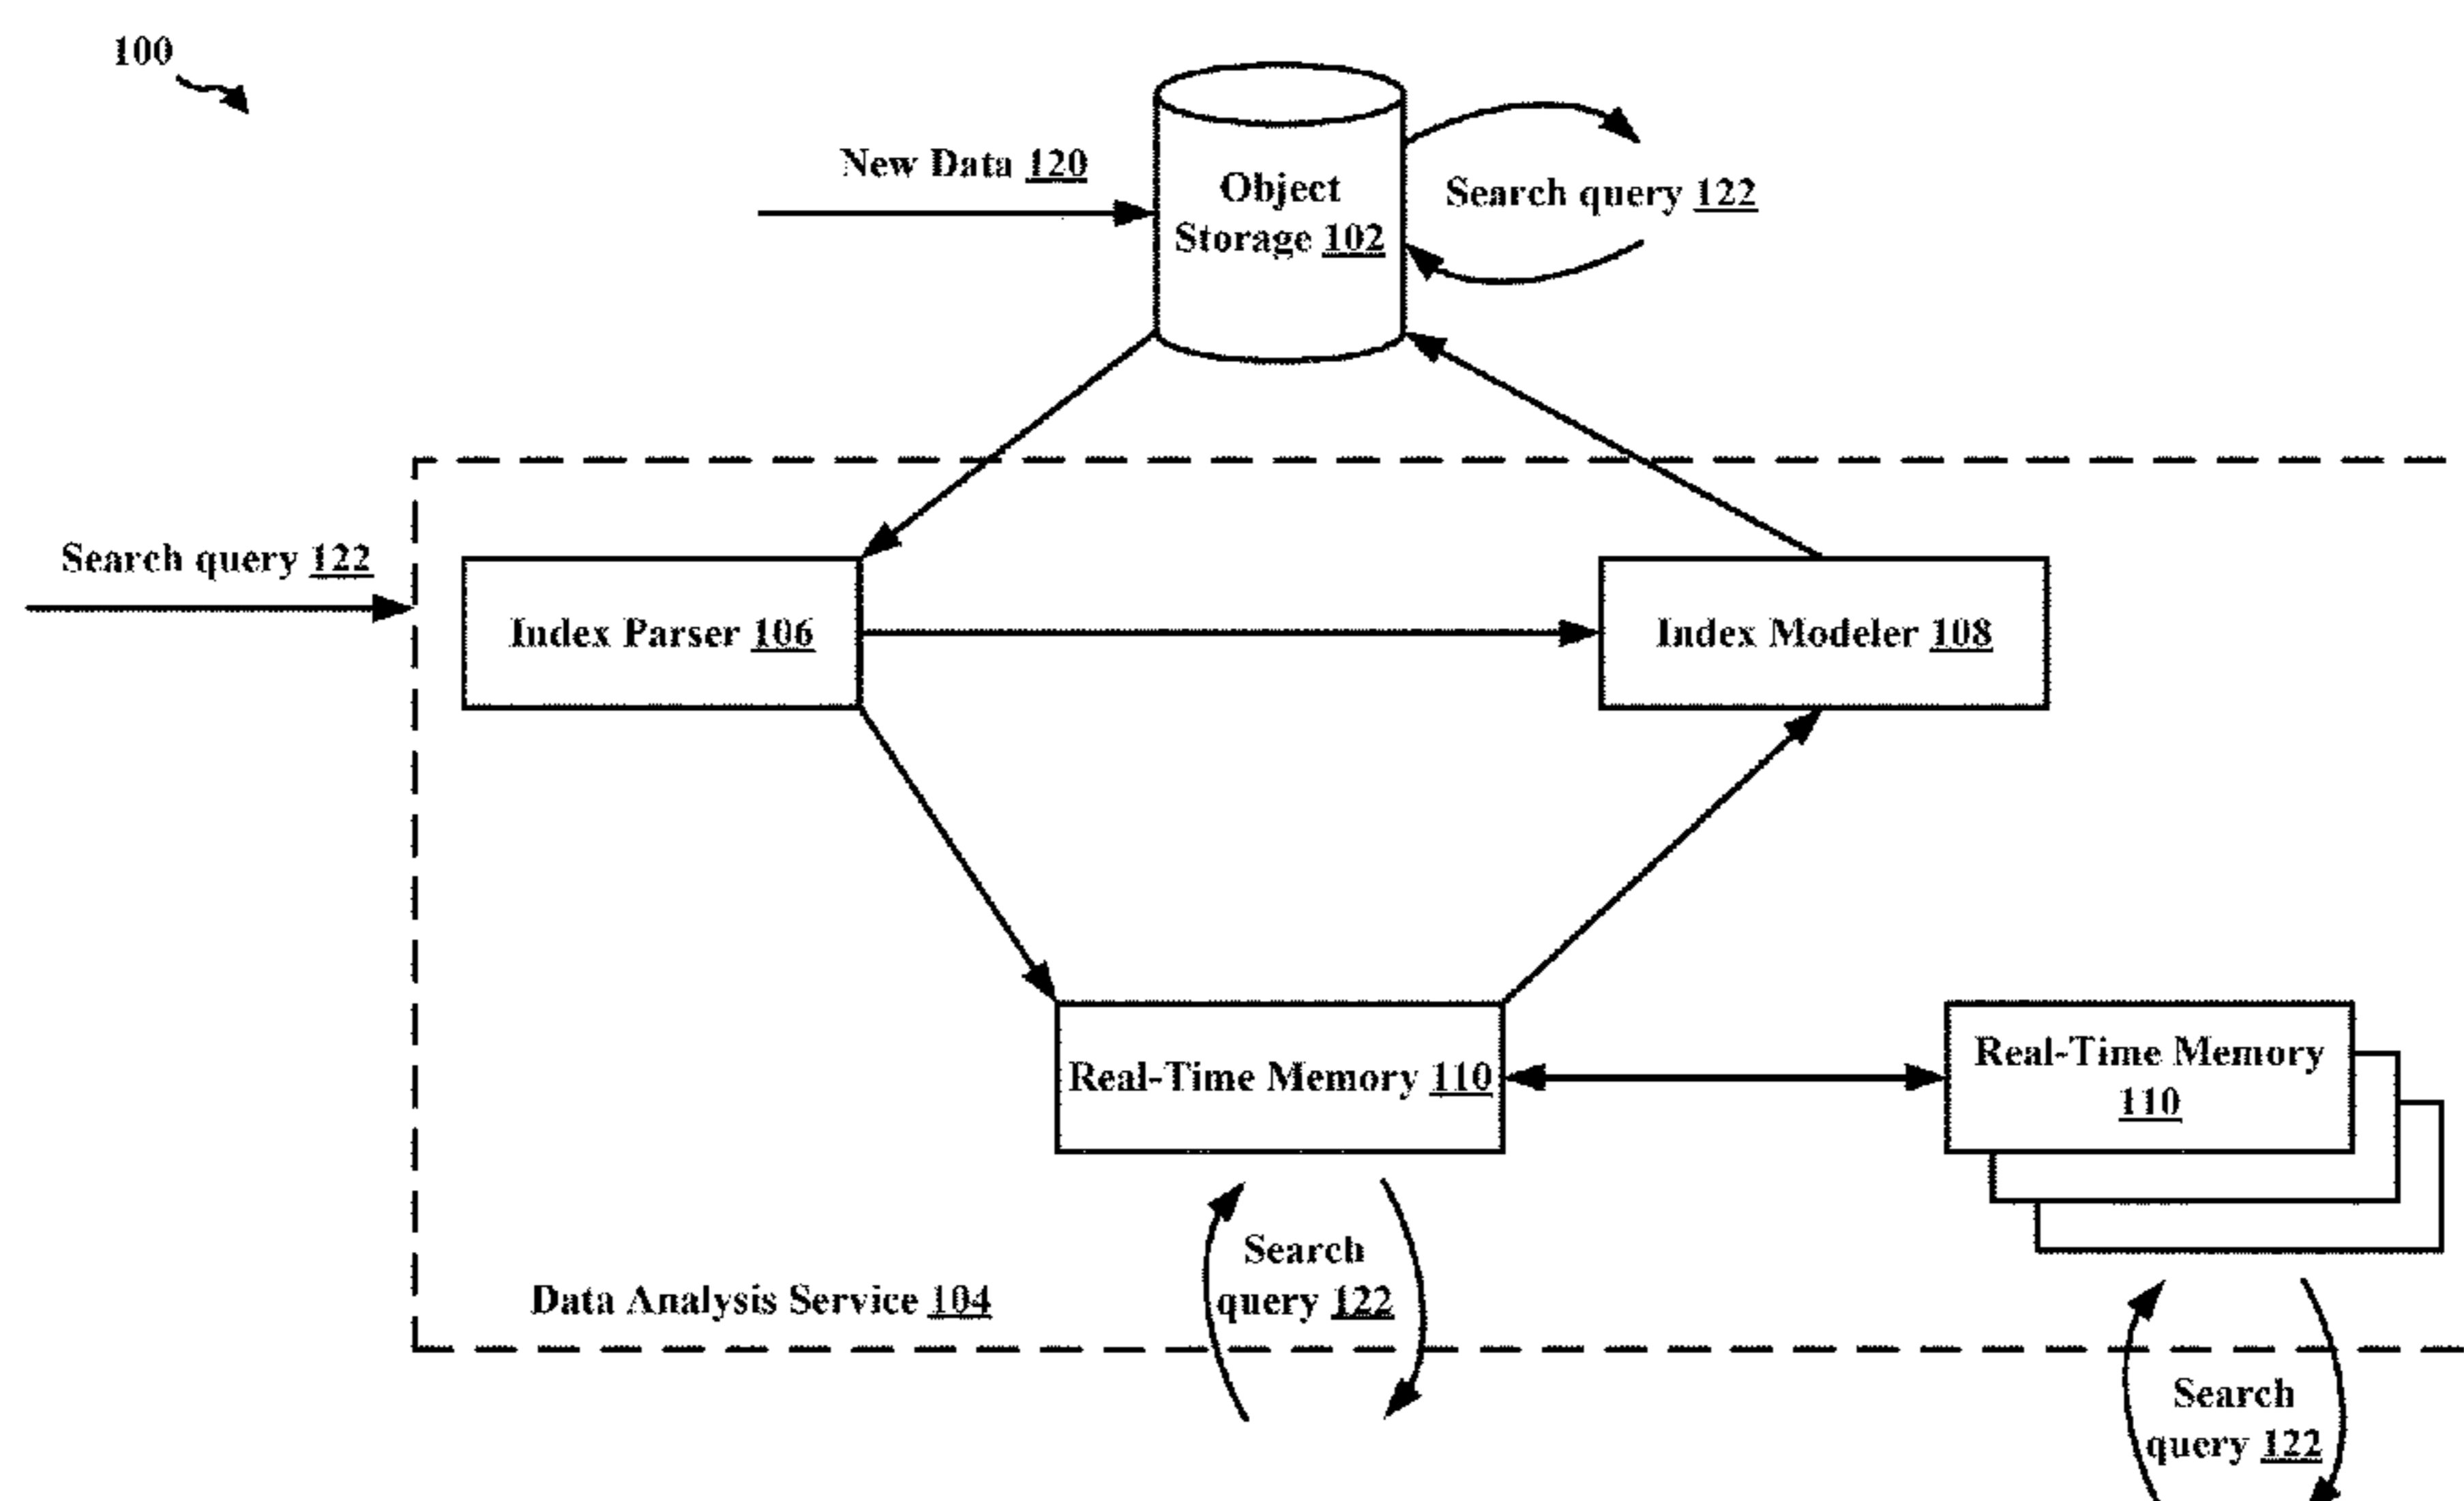 100
New Data 120
Object
Storage 102
Search query 122
Search query 122
Index Parser 106
Index Modeler 108
Real-Time Memory 110
Real-Time Memory
110
Search
query 122
Data Analysis Service 104
Search
query 122